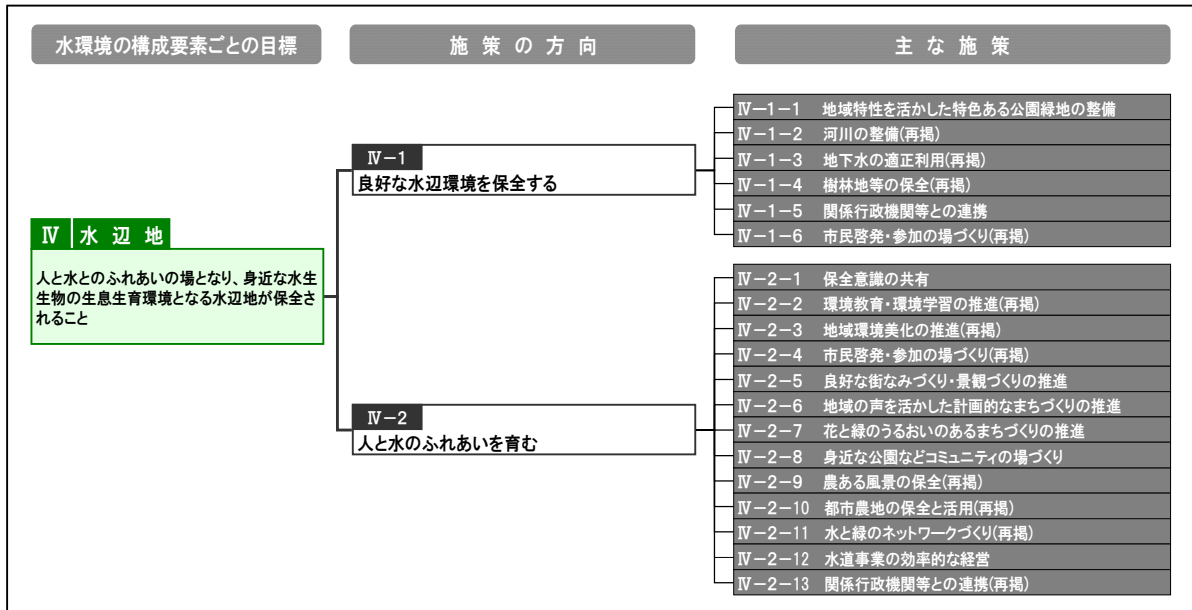 水環境の構成要素ごとの目標
施策の方向
主な施策
Ⅳ 水辺地
人と水とのふれあいの場となり、身近な水生
生物の生息生育環境となる水辺地が保全さ
れること
Ⅳ-1
良好な水辺環境を保全する
Ⅳ-1-1 地域特性を活かした特色ある公園緑地の整備
Ⅳ-1-2 河川の整備(再掲)
Ⅳ-1-3 地下水の適正利用(再掲)
Ⅳ-1-4 樹林地等の保全(再掲)
Ⅳ-1-5 関係行政機関等との連携
Ⅳ-1-6 市民啓発・参加の場づくり(再掲)
Ⅳ-2
人と水のふれあいを育む
Ⅳ-2-1 保全意識の共有
Ⅳ-2-2 環境教育・環境学習の推進(再掲)
Ⅳ-2-3 地域環境美化の推進(再掲)
Ⅳ-2-4 市民啓発・参加の場づくり(再掲)
Ⅳ-2-5 良好な街なみづくり・景観づくりの推進
Ⅳ-2-6 地域の声を活かした計画的なまちづくりの推進
Ⅳ-2-7 花と緑のうるおいのあるまちづくりの推進
Ⅳ-2-8 身近な公園などコミュニティの場づくり
Ⅳ-2-9 農ある風景の保全(再掲)
Ⅳ-2-10 都市農地の保全と活用(再掲)
Ⅳ-2-11 水と緑のネットワークづくり(再掲)
Ⅳ-2-12 水道事業の効率的な経営
Ⅳ-2-13 関係行政機関等との連携(再掲)